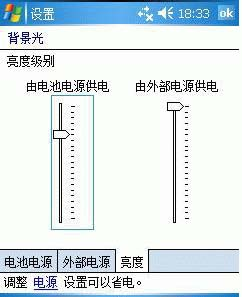 设置 18:33 ok
背景光
亮度级别
由电池电源供电 由外部电源供电
电池电源 外部电源 亮度
调整 电源 设置可以省电。